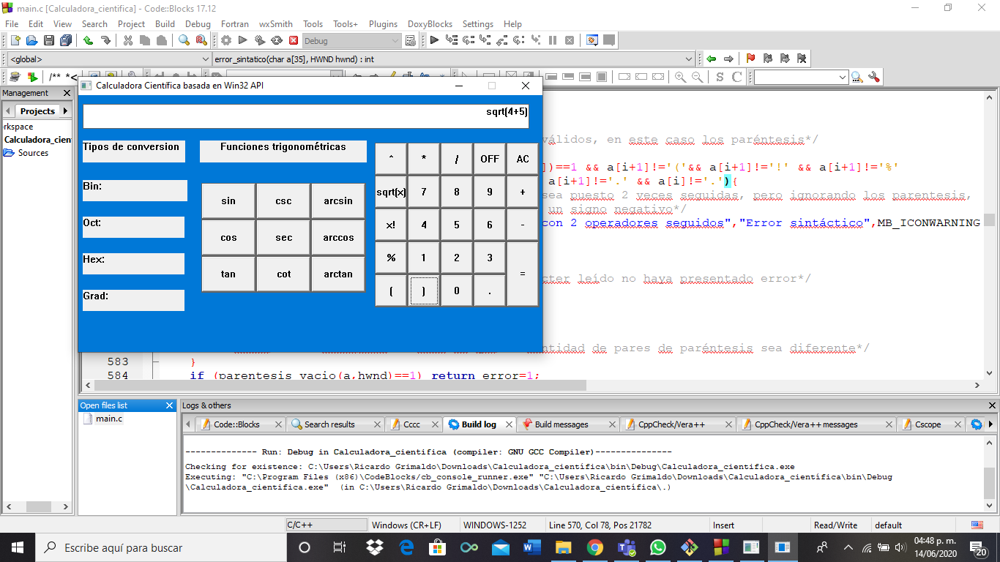 main.c [Calculadora_cientifica] - Code::Blocks 17.12
File Edit View Search Project Build Debug Fortran wxSmith Tools Tools+ Plugins DoxyBlocks Settings Help
Debug
<global>
error_sintatico(char a[35], HWND hwnd) : int
/** *<
S C
Management
Projects
rkspace
Calculadora_cien
Sources
Calculadora Científica basada en Win32 API
sqrt(4+5)
Tipos de conversion
Funciones trigonométricas
Bin:
Oct:
Hex:
Grad:
sin csc arcsin
cos sec arccos
tan cot arctan
^ * / OFF AC
sqrt(x) 7 8 9 +
x! 4 5 6 -
% 1 2 3 =
( ) 0 .
válidos, en este caso los paréntesis*/
])==1 && a[i+1]!='('&& a[i+1]!='!' && a[i+1]!='%'
a[i+1]!='.' && a[i]!='.'){
sea puesto 2 veces seguidas, pero ignorando los parentesis,
un signo negativo*/
con 2 operadores seguidos","Error sintáctico",MB_ICONWARNING
cter leído no haya presentado error*/
ntidad de pares de paréntesis sea diferente*/
583 }
584 if (parentesis_vacio(a,hwnd)==1) return error=1;
Open files list
main.c
Logs & others
Code::Blocks
Search results
Cccc
Build log
Build messages
CppCheck/Vera++
CppCheck/Vera++ messages
Cscope
-------------- Run: Debug in Calculadora_cientifica (compiler: GNU GCC Compiler)---------------
Checking for existence: C:\Users\Ricardo Grimaldo\Downloads\Calculadora_científica\bin\Debug\Calculadora_cientifica.exe
Executing: "C:\Program Files (x86)\CodeBlocks/cb_console_runner.exe" "C:\Users\Ricardo Grimaldo\Downloads\Calculadora_científica\bin\Debug
\Calculadora_cientifica.exe"  (in C:\Users\Ricardo Grimaldo\Downloads\Calculadora_científica\.)
C/C++
Windows (CR+LF)
WINDOWS-1252
Line 570, Col 78, Pos 21782
Insert
Read/Write
default
Escribe aquí para buscar
04:48 p. m.
14/06/2020
20